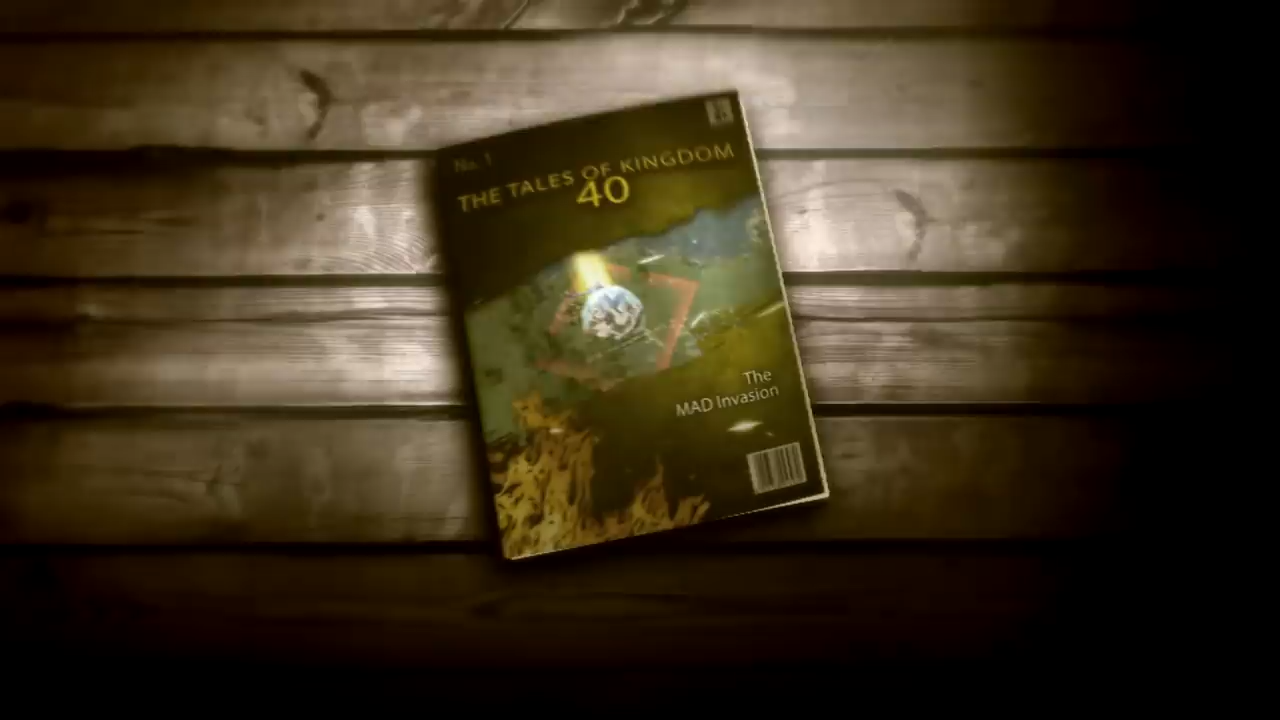 No. 1
THE TALES OF KINGDOM
40
The
MAD Invasion